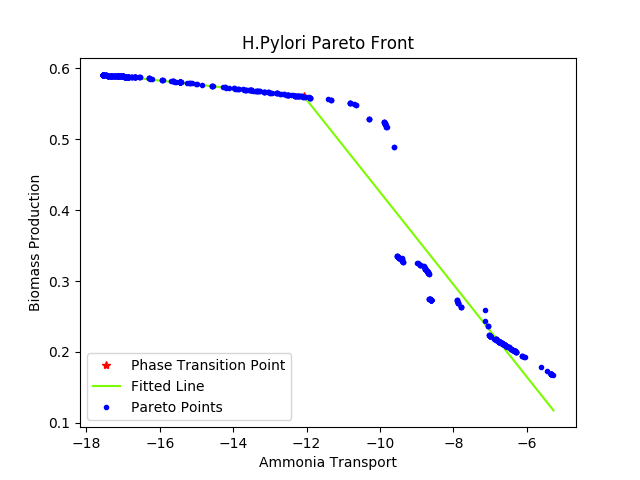 H.Pylori Pareto Front
0.6
0.5
0.4
0.3
0.2
0.1
Biomass Production
Phase Transition Point
Fitted Line
Pareto Points
−18 −16 −14 −12 −10 −8 −6
Ammonia Transport